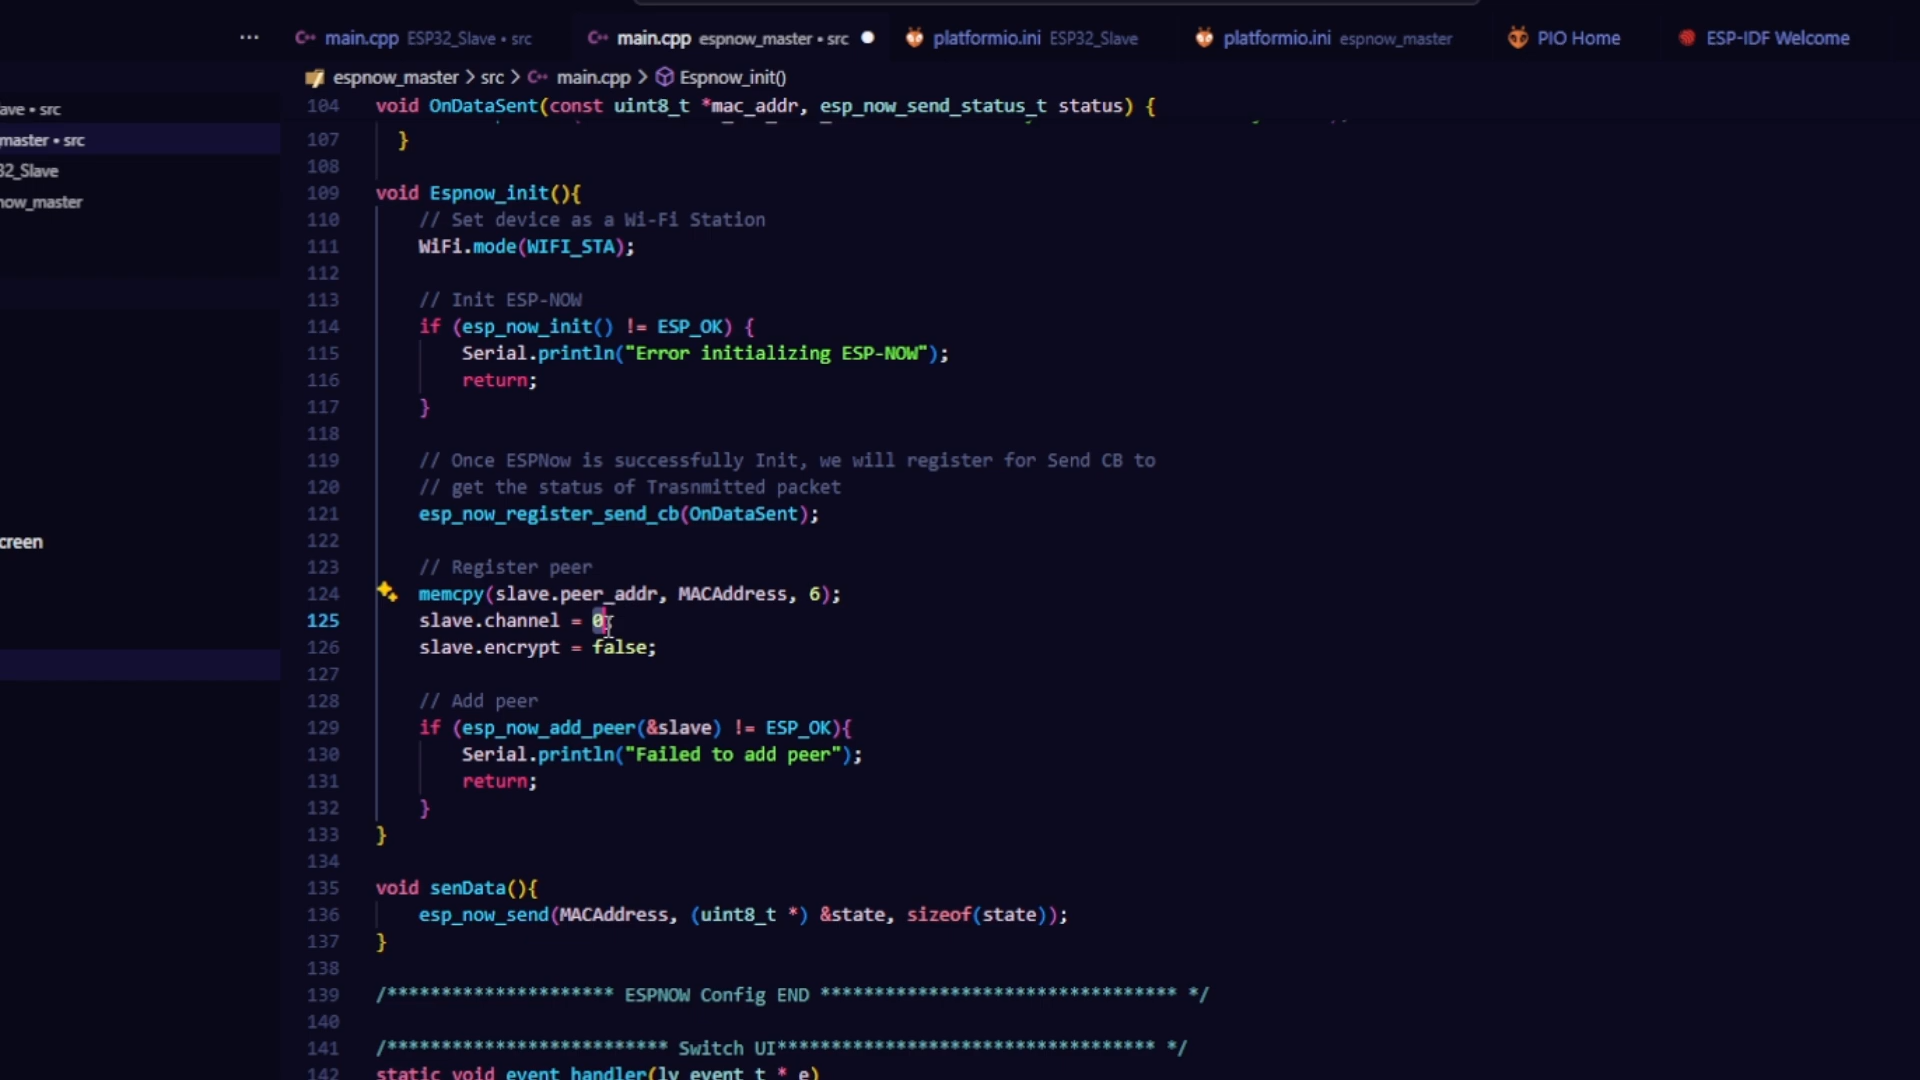 ... main.cpp ESP32_Slave • src main.cpp espnow_master • src platformio.ini ESP32_Slave platformio.ini espnow_master PIO Home ESP-IDF Welcome
espnow_master > src > main.cpp > Espnow_init()
ave • src
master • src
32_Slave
now_master
creen
104 void OnDataSent(const uint8_t *mac_addr, esp_now_send_status_t status) {
107 }
108
109 void Espnow_init(){
110 // Set device as a Wi-Fi Station
111 WiFi.mode(WIFI_STA);
112
113 // Init ESP-NOW
114 if (esp_now_init() != ESP_OK) {
115 Serial.println("Error initializing ESP-NOW");
116 return;
117 }
118
119 // Once ESPNow is successfully Init, we will register for Send CB to
120 // get the status of Trasnmitted packet
121 esp_now_register_send_cb(OnDataSent);
122
123 // Register peer
124 memcpy(slave.peer_addr, MACAddress, 6);
125 slave.channel = 0;
126 slave.encrypt = false;
127
128 // Add peer
129 if (esp_now_add_peer(&slave) != ESP_OK){
130 Serial.println("Failed to add peer");
131 return;
132 }
133 }
134
135 void senData(){
136 esp_now_send(MACAddress, (uint8_t *) &state, sizeof(state));
137 }
138
139 /********************* ESPNOW Config END ********************************* */
140
141 /************************** Switch UI*********************************** */
142 static void event_handler(lv_event_t * e)